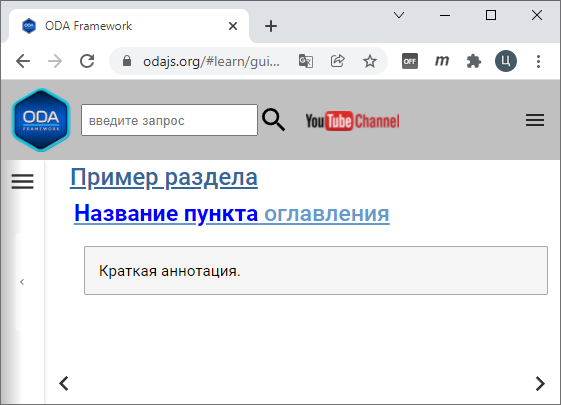 ODA Framework
odajs.org/#learn/gui...
OFF
m
Ц
ODA
FRAMEWORK
введите запрос
YouTube Channel
Пример раздела
Название пункта оглавления
Краткая аннотация.